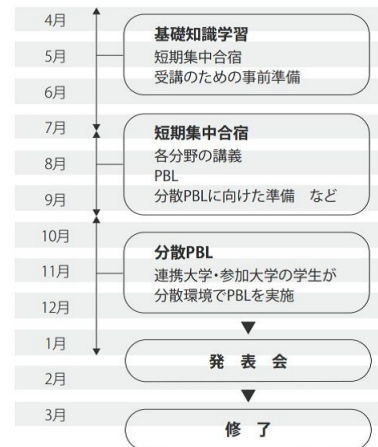 4月
5月
6月
7月
8月
9月
10月
11月
12月
1月
2月
3月
基礎知識学習
短期集中合宿
受講のための事前準備
短期集中合宿
各分野の講義
PBL
分散PBLに向けた準備　など
分散PBL
連携大学・参加大学の学生が
分散環境でPBLを実施
発 表 会
修 了